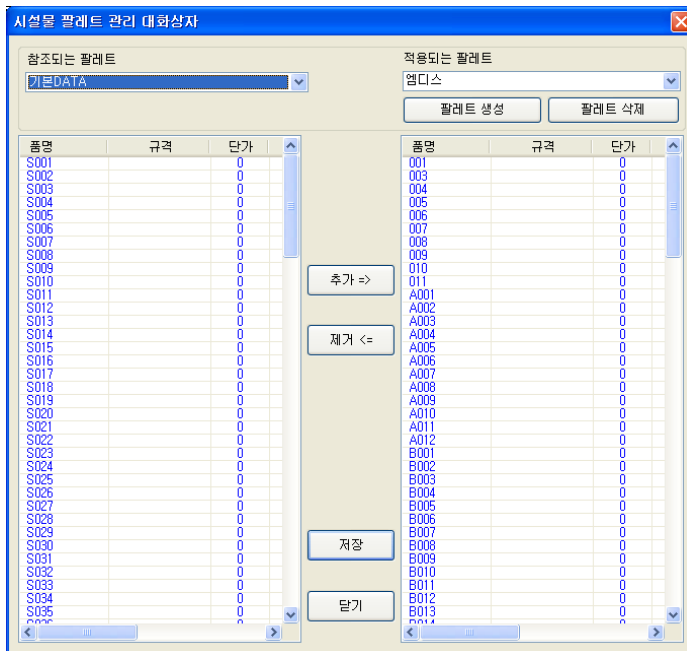 시설물 팔레트 관리 대화상자
참조되는 팔레트
기본DATA
적용되는 팔레트
엠디스
팔레트 생성
팔레트 삭제
품명 규격 단가
S001 0
S002 0
S003 0
S004 0
S005 0
S006 0
S007 0
S008 0
S009 0
S010 0
S011 0
S012 0
S013 0
S014 0
S015 0
S016 0
S017 0
S018 0
S019 0
S020 0
S021 0
S022 0
S023 0
S024 0
S025 0
S026 0
S027 0
S028 0
S029 0
S030 0
S031 0
S032 0
S033 0
S034 0
S035 0
추가 =>
제거 <=
저장
닫기
품명 규격 단가
001 0
003 0
004 0
005 0
006 0
007 0
008 0
009 0
010 0
011 0
A001 0
A002 0
A003 0
A004 0
A005 0
A006 0
A007 0
A008 0
A009 0
A010 0
A011 0
A012 0
B001 0
B002 0
B003 0
B004 0
B005 0
B006 0
B007 0
B008 0
B009 0
B010 0
B011 0
B012 0
B013 0